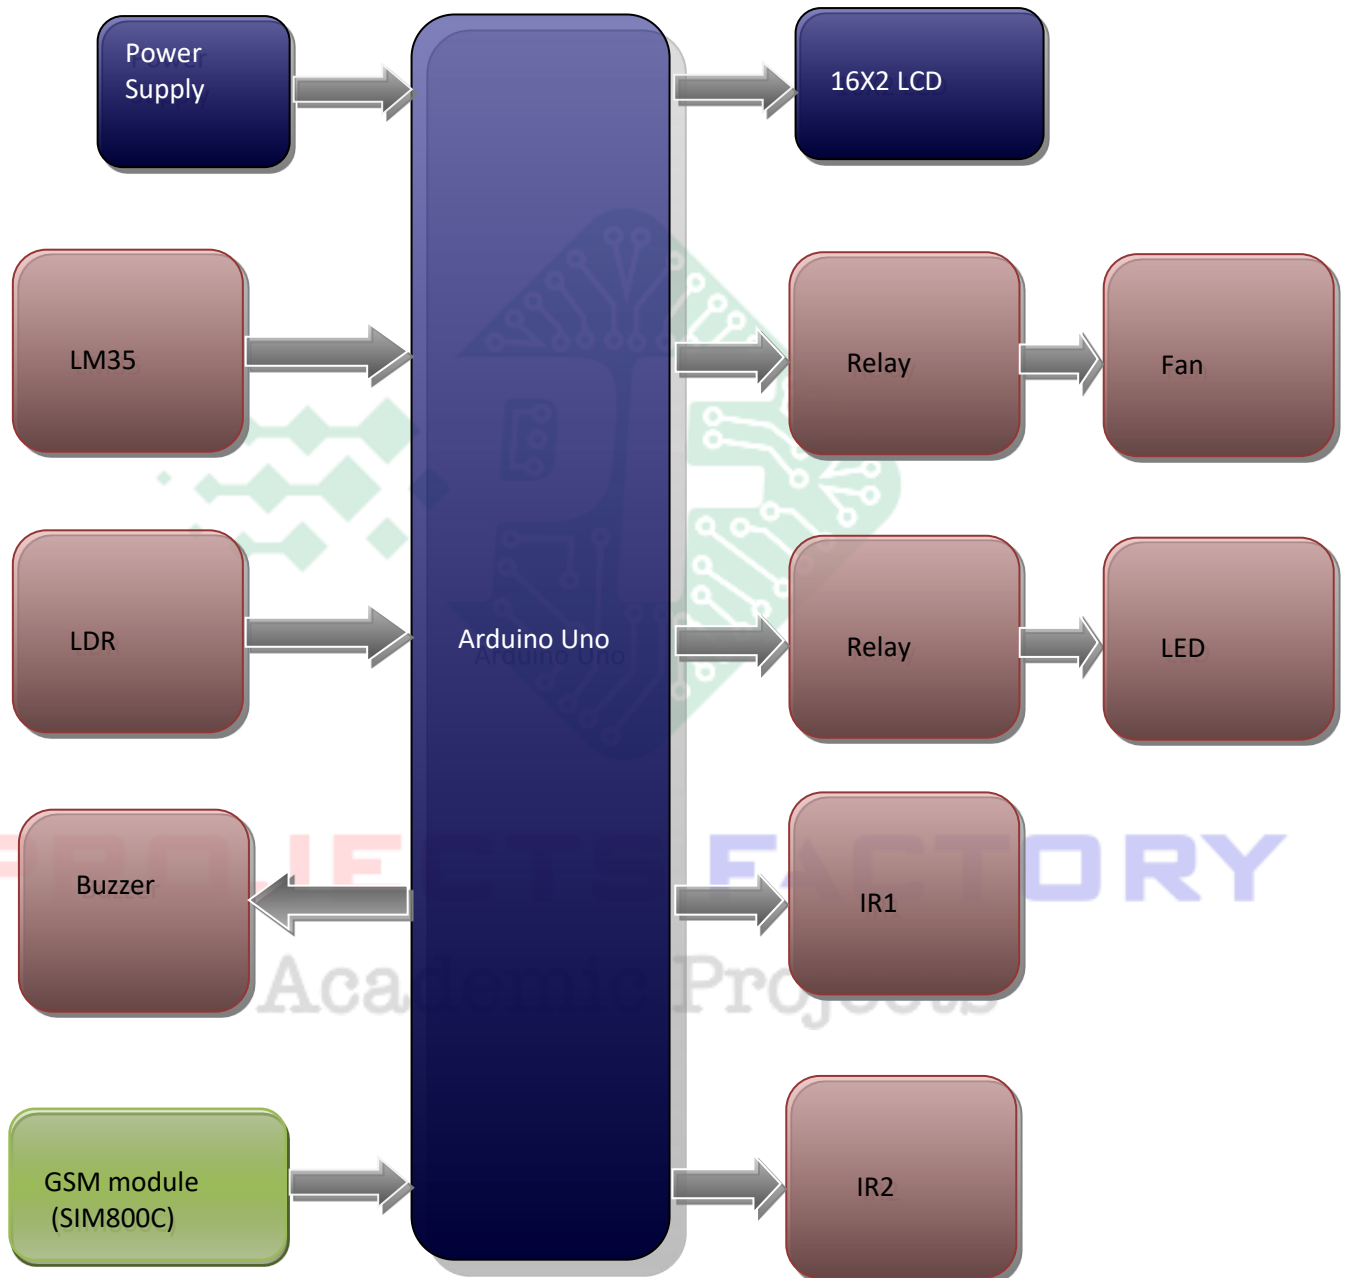 Power
Supply
16X2 LCD
LM35
Relay
Fan
LDR
Arduino Uno
Relay
LED
PROJECTS FACTORY
Buzzer
IR1
Academic Projects
GSM module
(SIM800C)
IR2